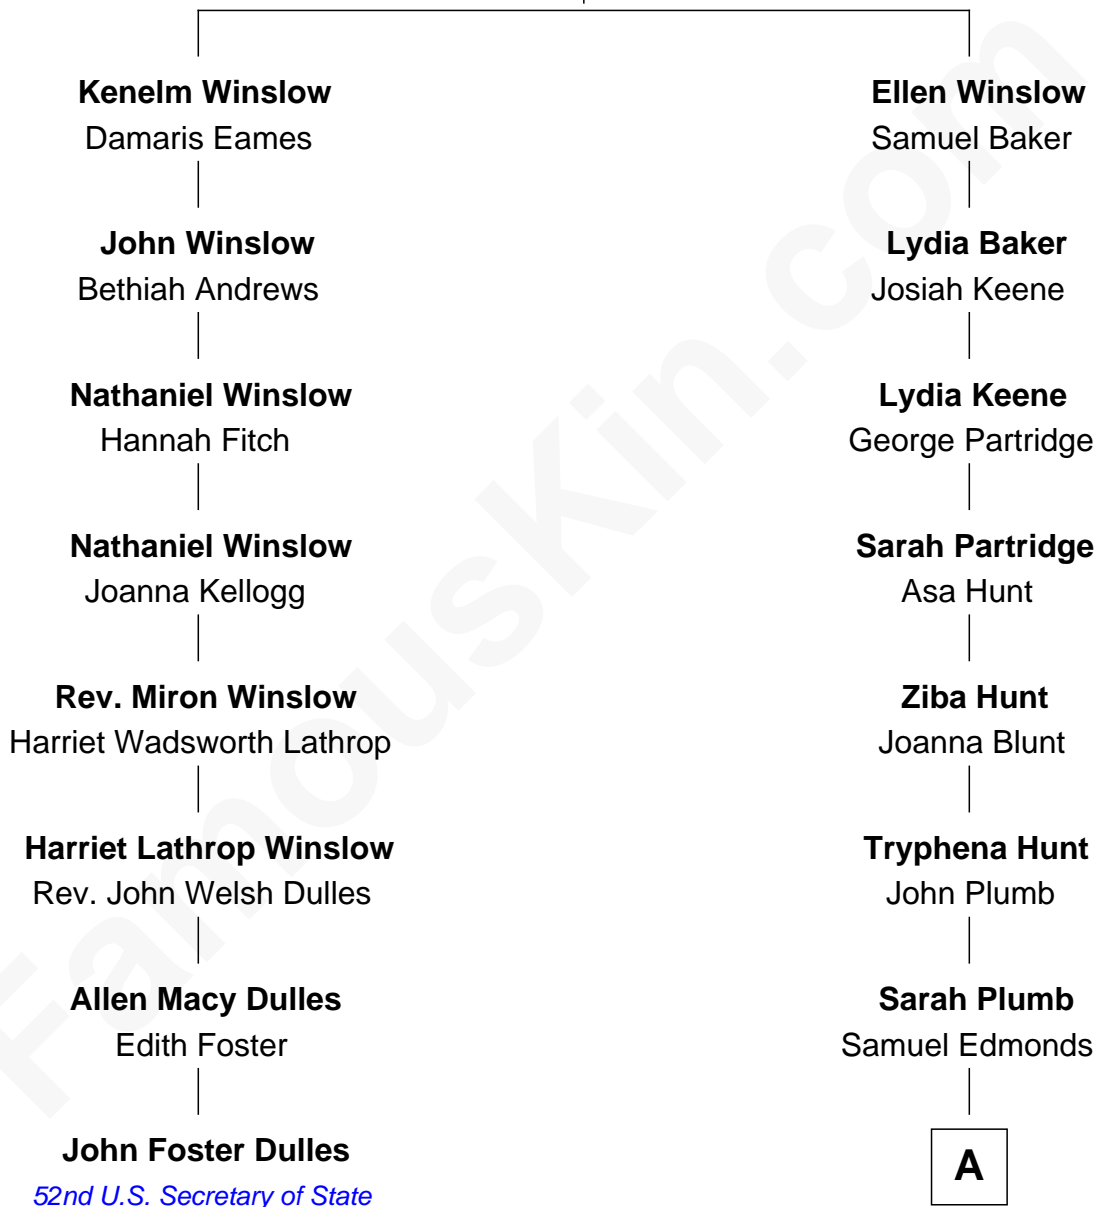 Kenelm Winslow
Damaris Eames
John Winslow
Bethiah Andrews
Nathaniel Winslow
Hannah Fitch
Nathaniel Winslow
Joanna Kellogg
Rev. Miron Winslow
Harriet Wadsworth Lathrop
Harriet Lathrop Winslow
Rev. John Welsh Dulles
Allen Macy Dulles
Edith Foster
John Foster Dulles
52nd U.S. Secretary of State
Ellen Winslow
Samuel Baker
Lydia Baker
Josiah Keene
Lydia Keene
George Partridge
Sarah Partridge
Asa Hunt
Ziba Hunt
Joanna Blunt
Tryphena Hunt
John Plumb
Sarah Plumb
Samuel Edmonds
A
FamousKin.com